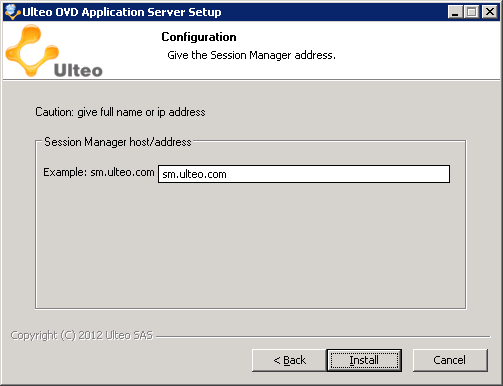 Ulteo OVD Application Server Setup
Configuration
Give the Session Manager address.
Ulteo
Caution: give full name or ip address
Session Manager host/address
Example: sm.ulteo.com sm.ulteo.com
Copyright (C) 2012 Ulteo SAS
< Back Install Cancel